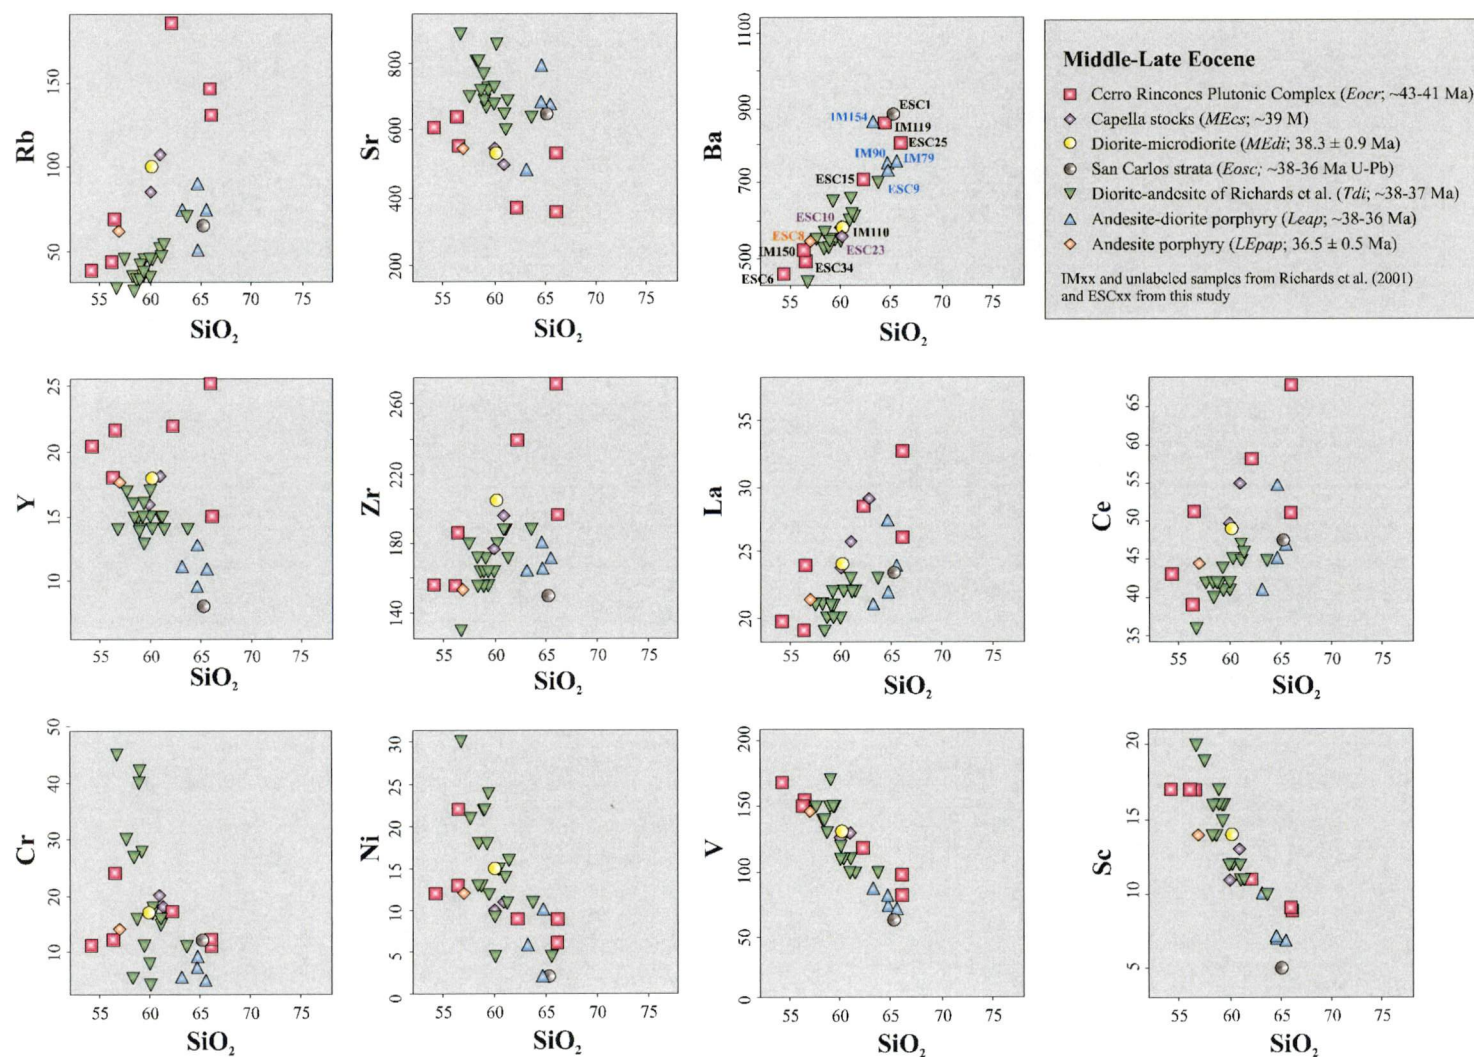 Rb
150
100
50
55 60 65 70 75
SiO2
Sr
800
600
400
200
55 60 65 70 75
SiO2
Ba
1100
900
700
500
ESC1
IM154
IM119
ESC25
IM90
IM79
ESC15
ESC9
ESC10
ESC8
IM110
IM150
ESC23
ESC34
ESC6
55 60 65 70 75
SiO2
Middle-Late Eocene
Cerro Rincones Plutonic Complex (Eocr; ~43-41 Ma)
Capella stocks (MEcs; ~39 M)
Diorite-microdiorite (MEdi; 38.3 ± 0.9 Ma)
San Carlos strata (Eosc; ~38-36 Ma U-Pb)
Diorite-andesite of Richards et al. (Tdi; ~38-37 Ma)
Andesite-diorite porphyry (Leap; ~38-36 Ma)
Andesite porphyry (LEpap; 36.5 ± 0.5 Ma)
IMxx and unlabeled samples from Richards et al. (2001)
and ESCxx from this study
Y
25
20
15
10
55 60 65 70 75
SiO2
Zr
260
220
180
140
55 60 65 70 75
SiO2
La
35
30
25
20
55 60 65 70 75
SiO2
Ce
65
60
55
50
45
40
35
55 60 65 70 75
SiO2
Cr
50
40
30
20
10
55 60 65 70 75
SiO2
Ni
30
25
20
15
10
5
0
55 60 65 70 75
SiO2
V
200
150
100
50
0
55 60 65 70 75
SiO2
Sc
20
15
10
5
55 60 65 70 75
SiO2